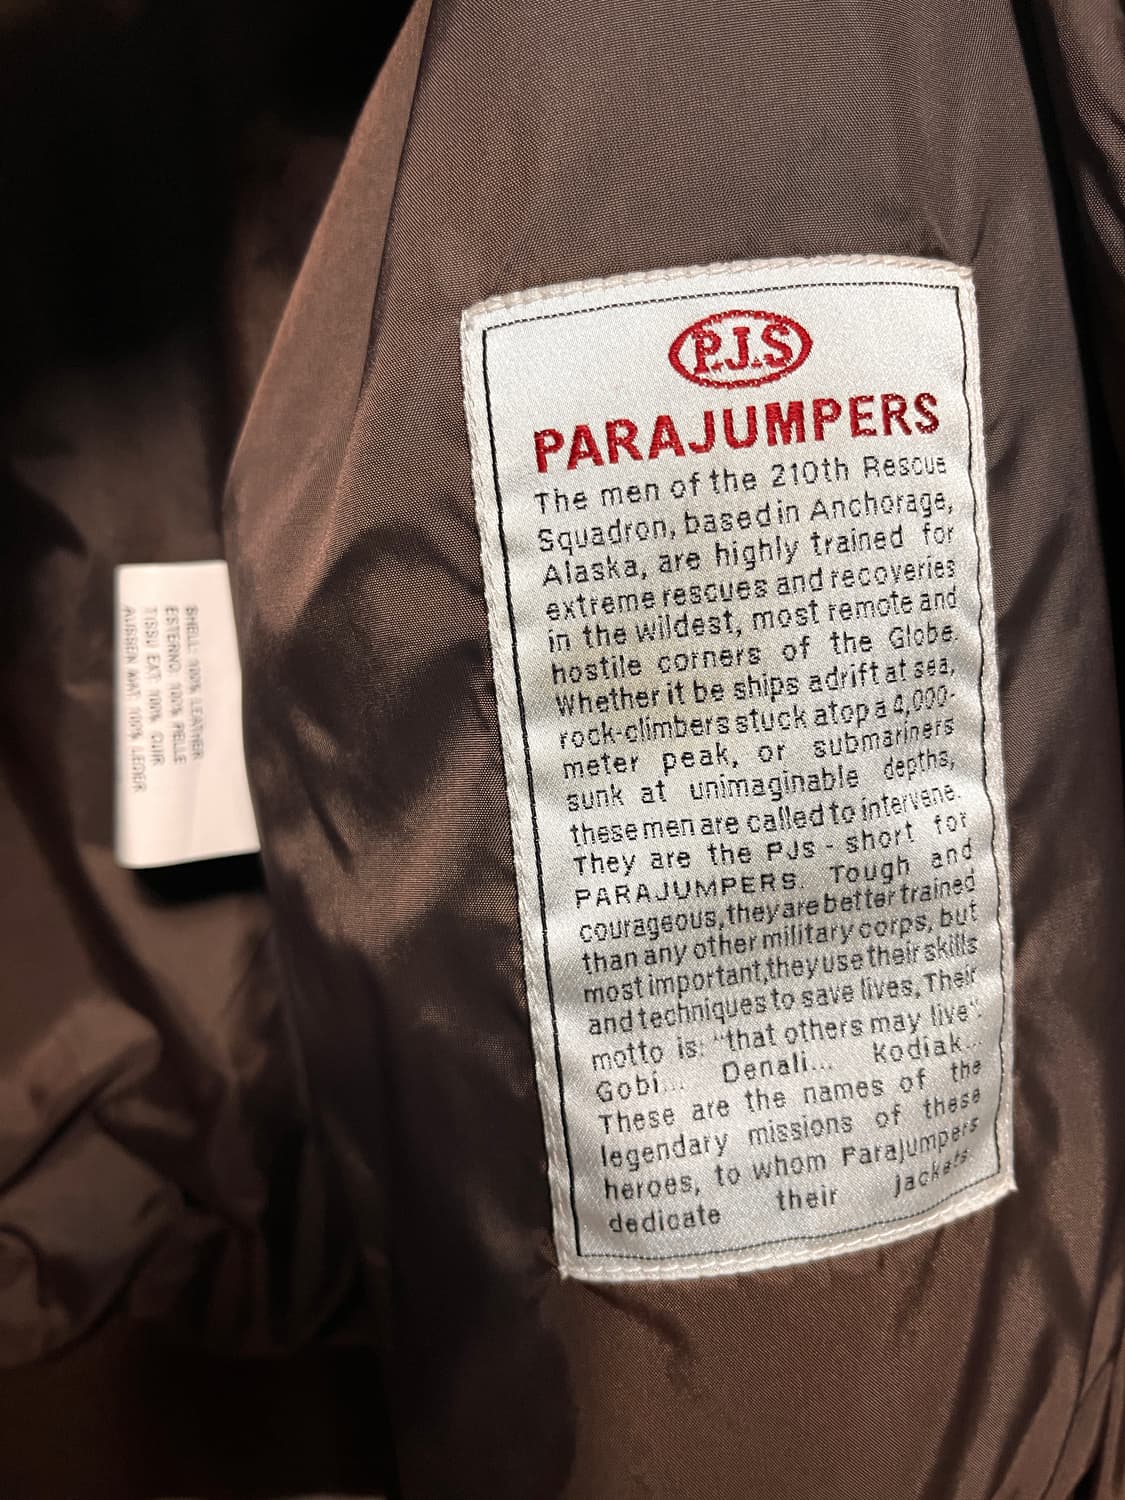 P.J.S
PARAJUMPERS
The men of the 210th Rescue
Squadron, based in Anchorage,
Alaska, are highly trained for
extreme rescues and recoveries
in the wildest, most remote and
hostile corners of the Globe.
Whether it be ships adrift at sea,
rock-climbers stuck atop a 4,000-
meter peak, or submariners
sunk at unimaginable depths,
these men are called to intervene.
They are the PJs - short for
PARAJUMPERS. Tough and
courageous, they are better trained
than any other military corps, but
most important, they use their skills
and techniques to save lives, Their
motto is: "that others may live".
Gobi... Denali... Kodiak...
These are the names of the
legendary missions of these
heroes, to whom Parajumpers
dedicate their jackets.
SHELL: 100% LEATHER
ESTERNO: 100% PELLE
TISSU EXT: 100% CUIR
AUSSEN MAT: 100% LEDER